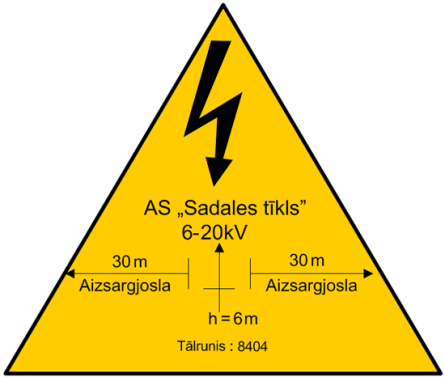 AS „Sadales tīkls”
6-20kV
30 m
30 m
Aizsargjosla
Aizsargjosla
h = 6 m
Tālrunis : 8404